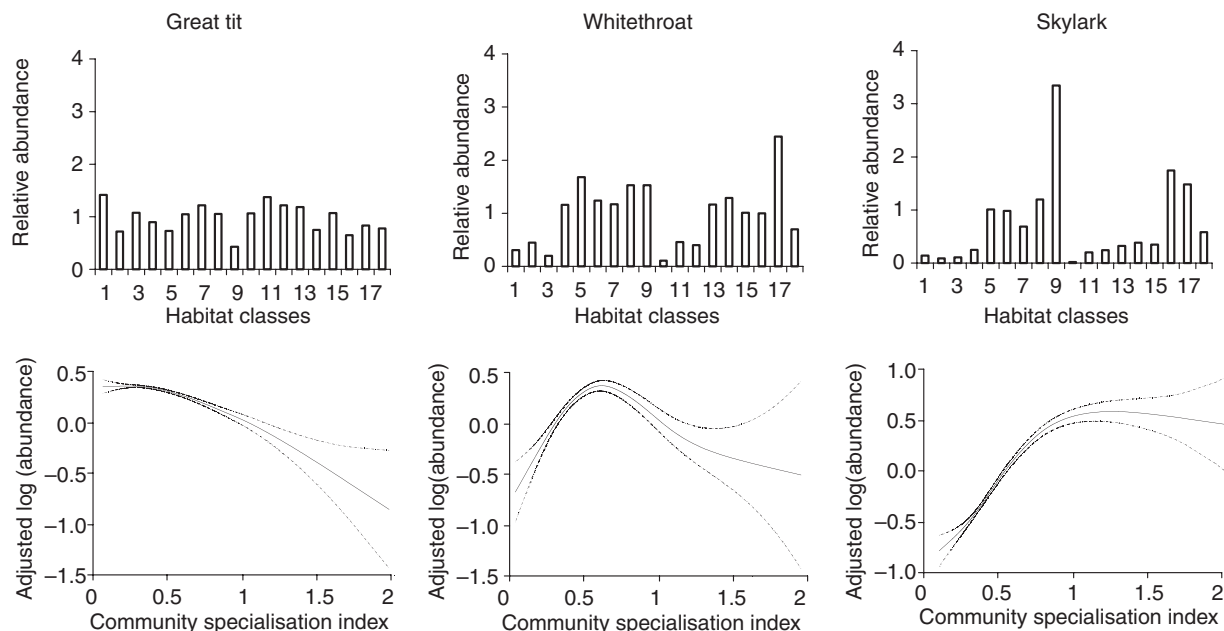 Great tit
Whitethroat
Skylark
Relative abundance
4
3
2
1
0
1 3 5 7 9 11 13 15 17
Habitat classes
Relative abundance
4
3
2
1
0
1 3 5 7 9 11 13 15 17
Habitat classes
Relative abundance
4
3
2
1
0
1 3 5 7 9 11 13 15 17
Habitat classes
Adjusted log (abundance)
0.5
0.0
−0.5
−1.0
−1.5
0 0.5 1 1.5 2
Community specialisation index
Adjusted log(abundance)
0.5
0.0
−0.5
−1.0
−1.5
0 0.5 1 1.5 2
Community specialisation index
Adjusted log(abundance)
1.0
0.5
0.0
−0.5
−1.0
0 0.5 1 1.5 2
Community specialisation index